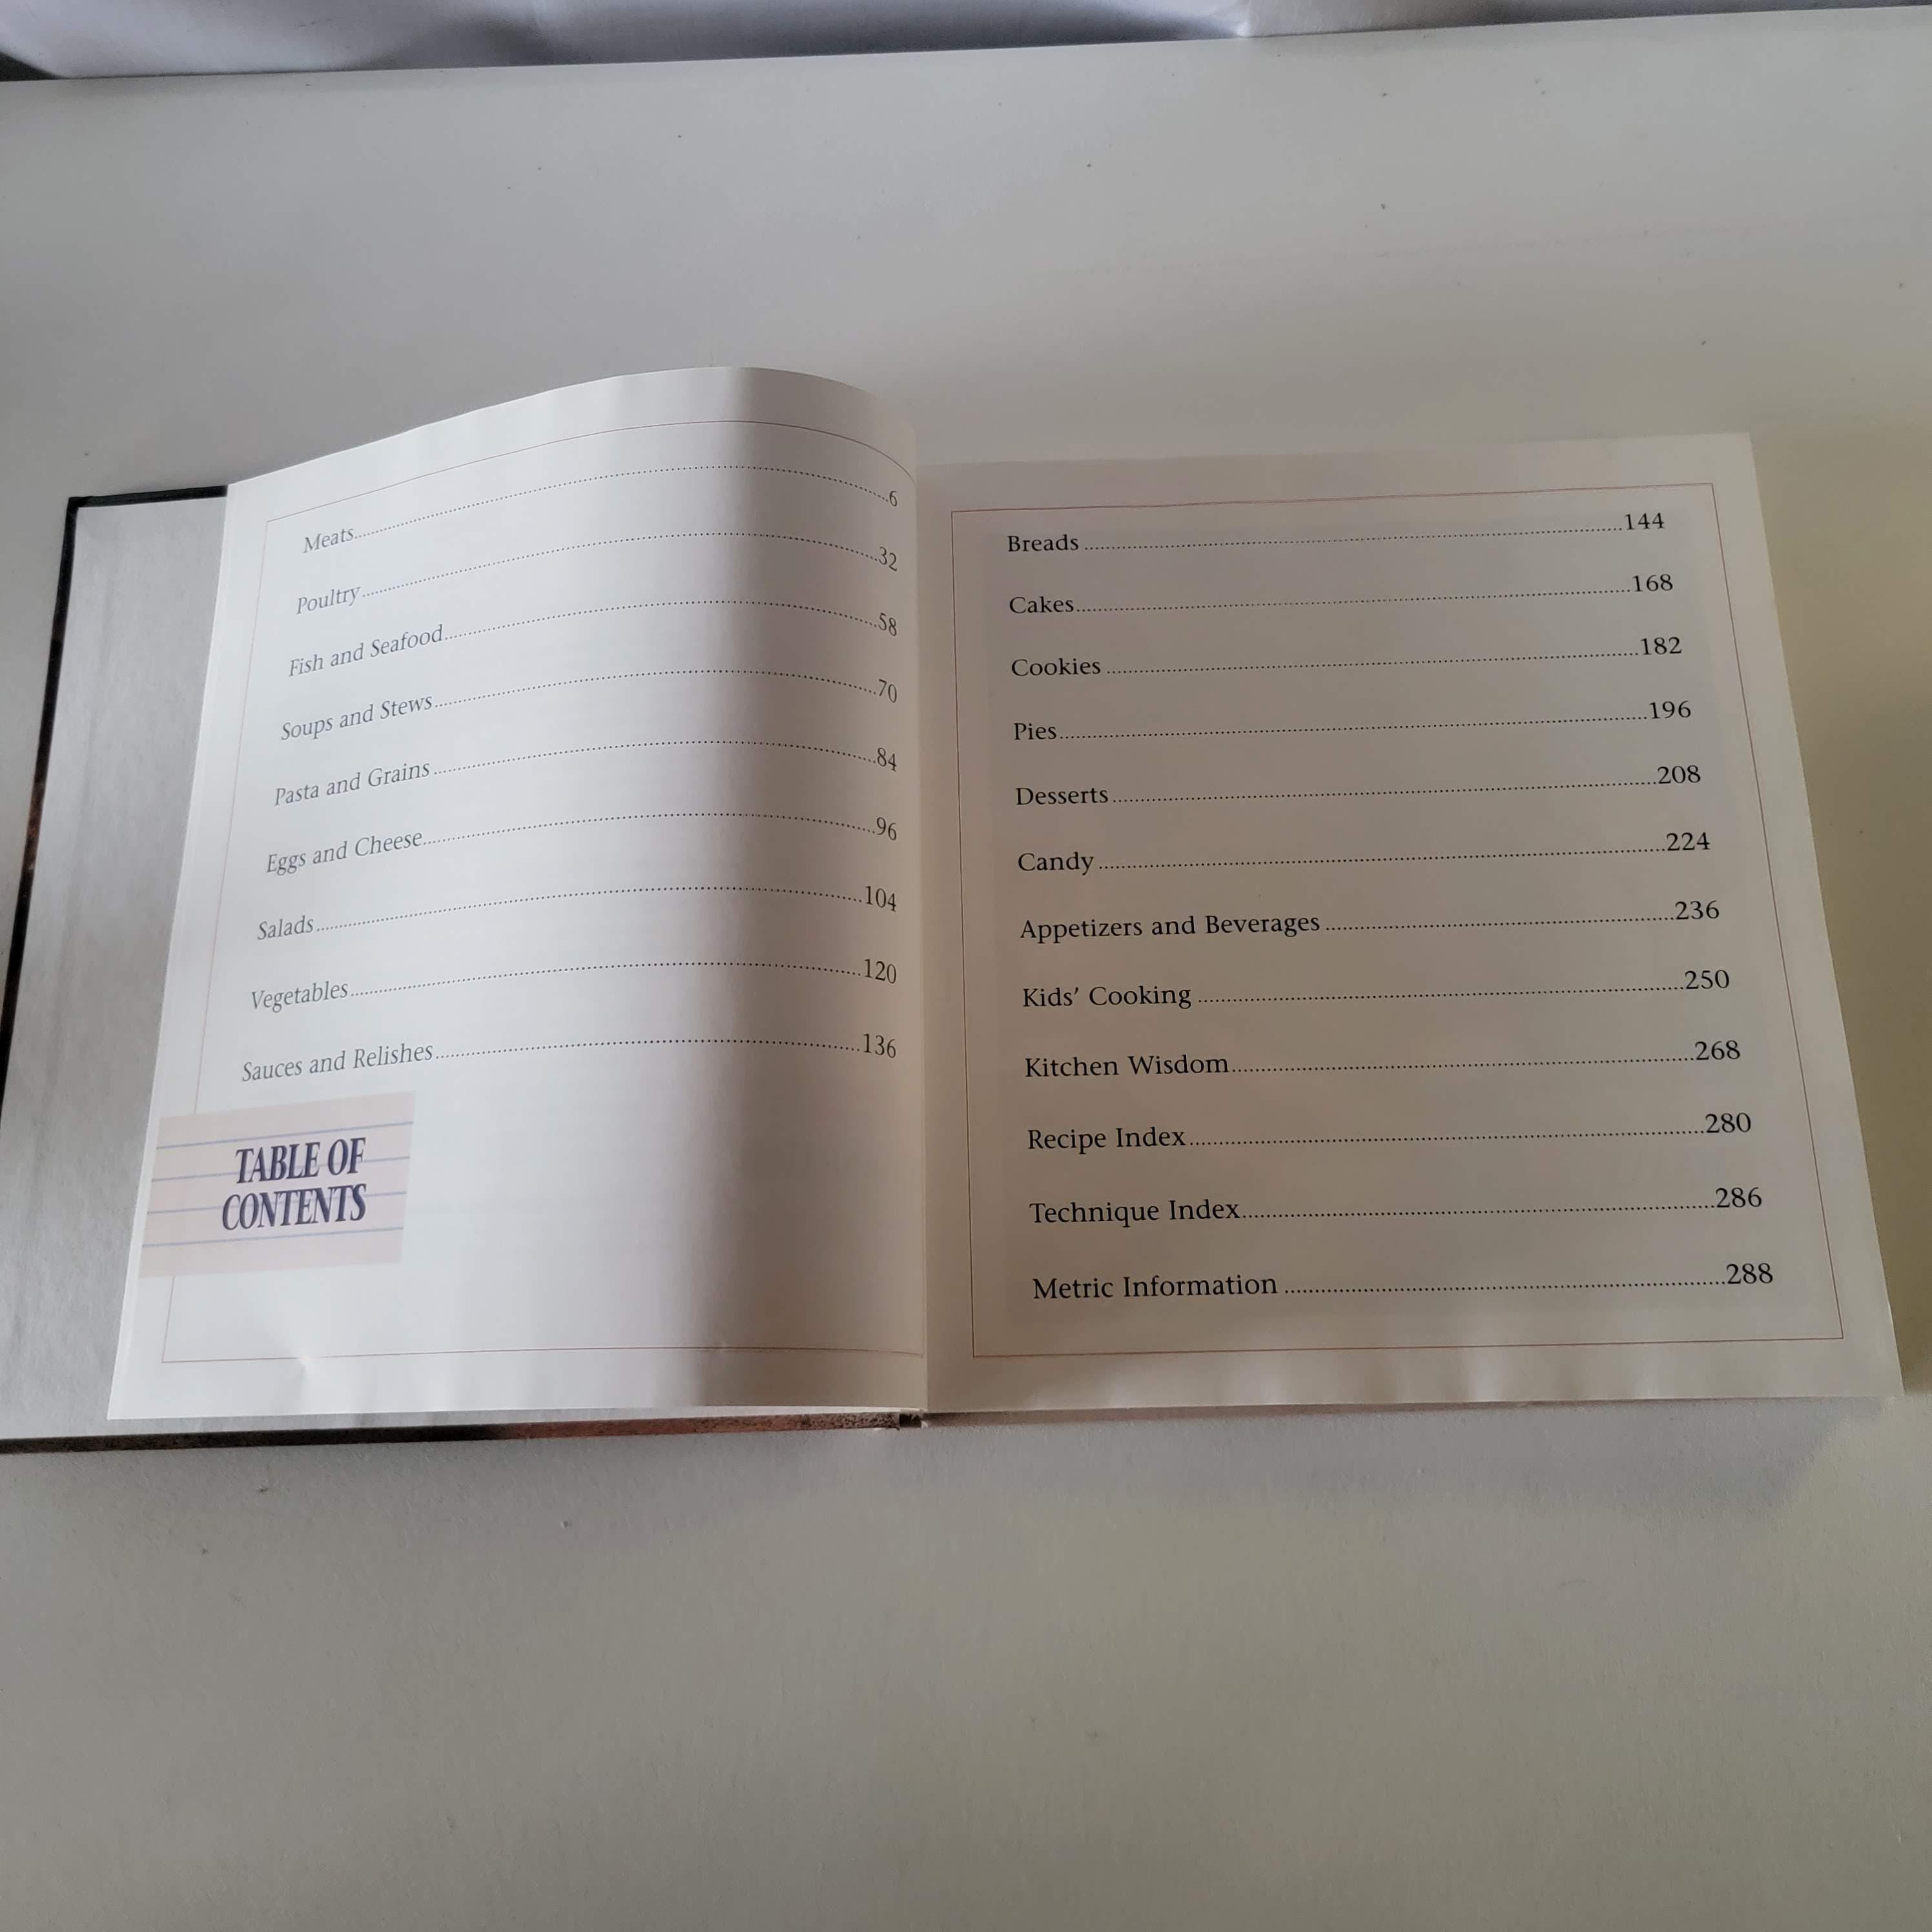 Meats..........6
Poultry..........32
Fish and Seafood..........58
Soups and Stews..........70
Pasta and Grains..........84
Eggs and Cheese..........96
Salads..........104
Vegetables..........120
Sauces and Relishes..........136
TABLE OF
CONTENTS
Breads..........144
Cakes..........168
Cookies..........182
Pies..........196
Desserts..........208
Candy..........224
Appetizers and Beverages..........236
Kids' Cooking..........250
Kitchen Wisdom..........268
Recipe Index..........280
Technique Index..........286
Metric Information..........288